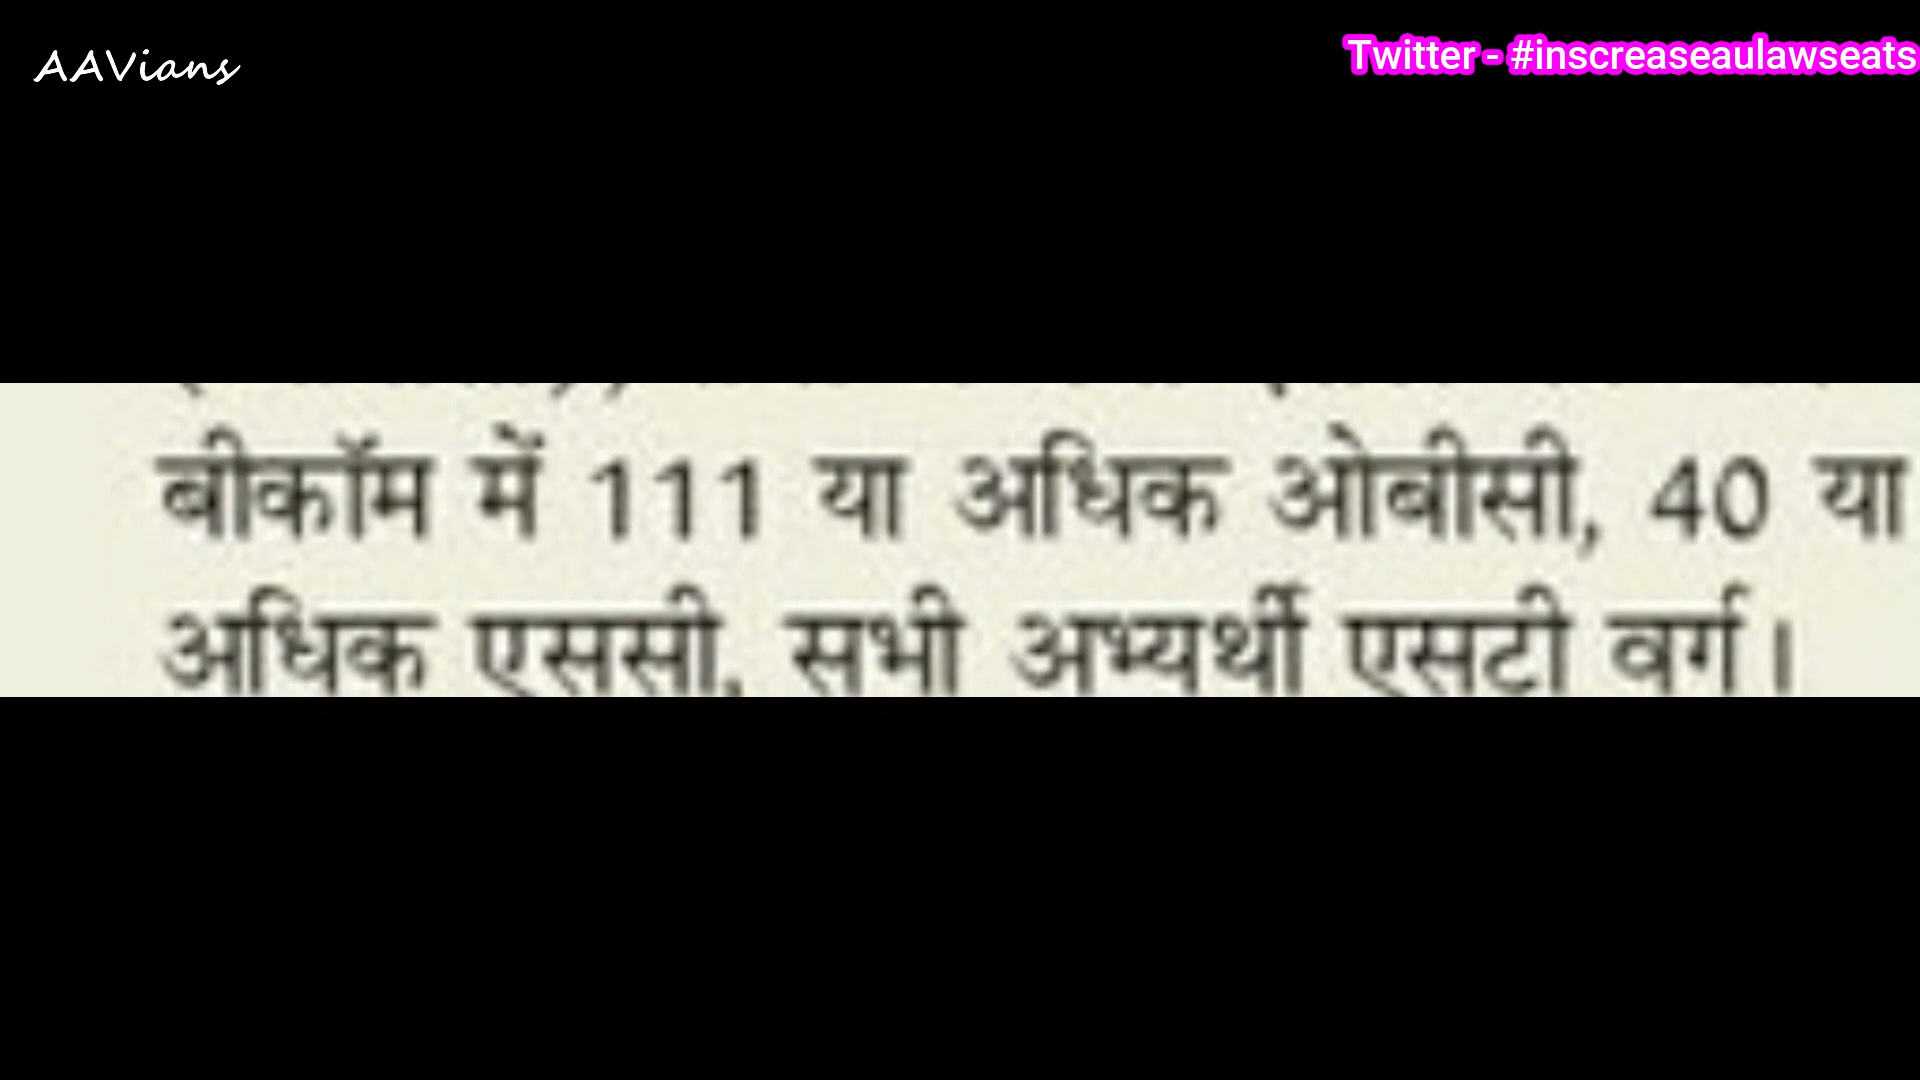 AAVians
Twitter - #inscreaseaulawseats
बीकॉम में 111 या अधिक ओबीसी, 40 या
अधिक एससी, सभी अभ्यर्थी एसटी वर्ग।